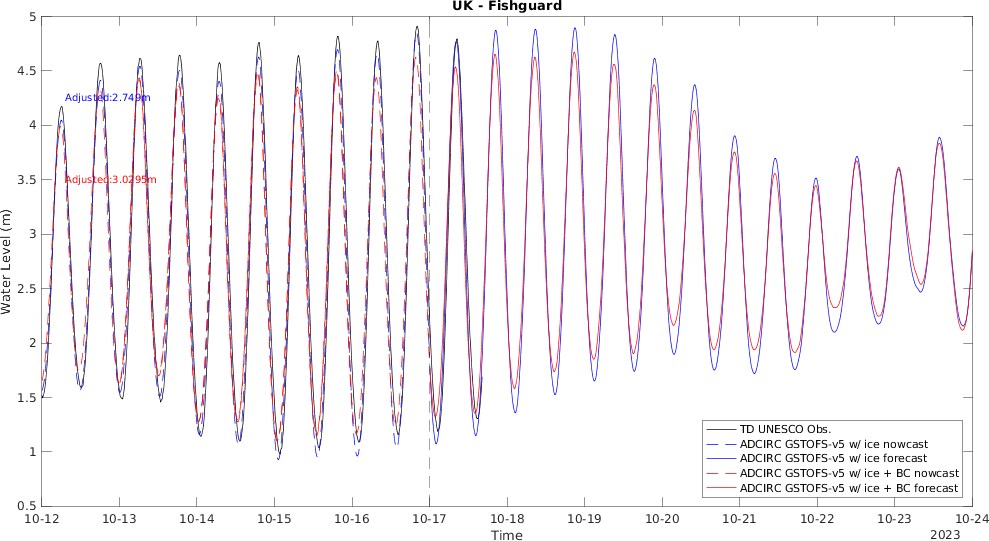 UK - Fishguard
5
4.5
4
3.5
3
2.5
2
1.5
1
0.5
Water Level (m)
Adjusted:2.749m
Adjusted:3.0295m
TD UNESCO Obs.
ADCIRC GSTOFS-v5 w/ ice nowcast
ADCIRC GSTOFS-v5 w/ ice forecast
ADCIRC GSTOFS-v5 w/ ice + BC nowcast
ADCIRC GSTOFS-v5 w/ ice + BC forecast
10-12 10-13 10-14 10-15 10-16 10-17 10-18 10-19 10-20 10-21 10-22 10-23 10-24
Time
2023